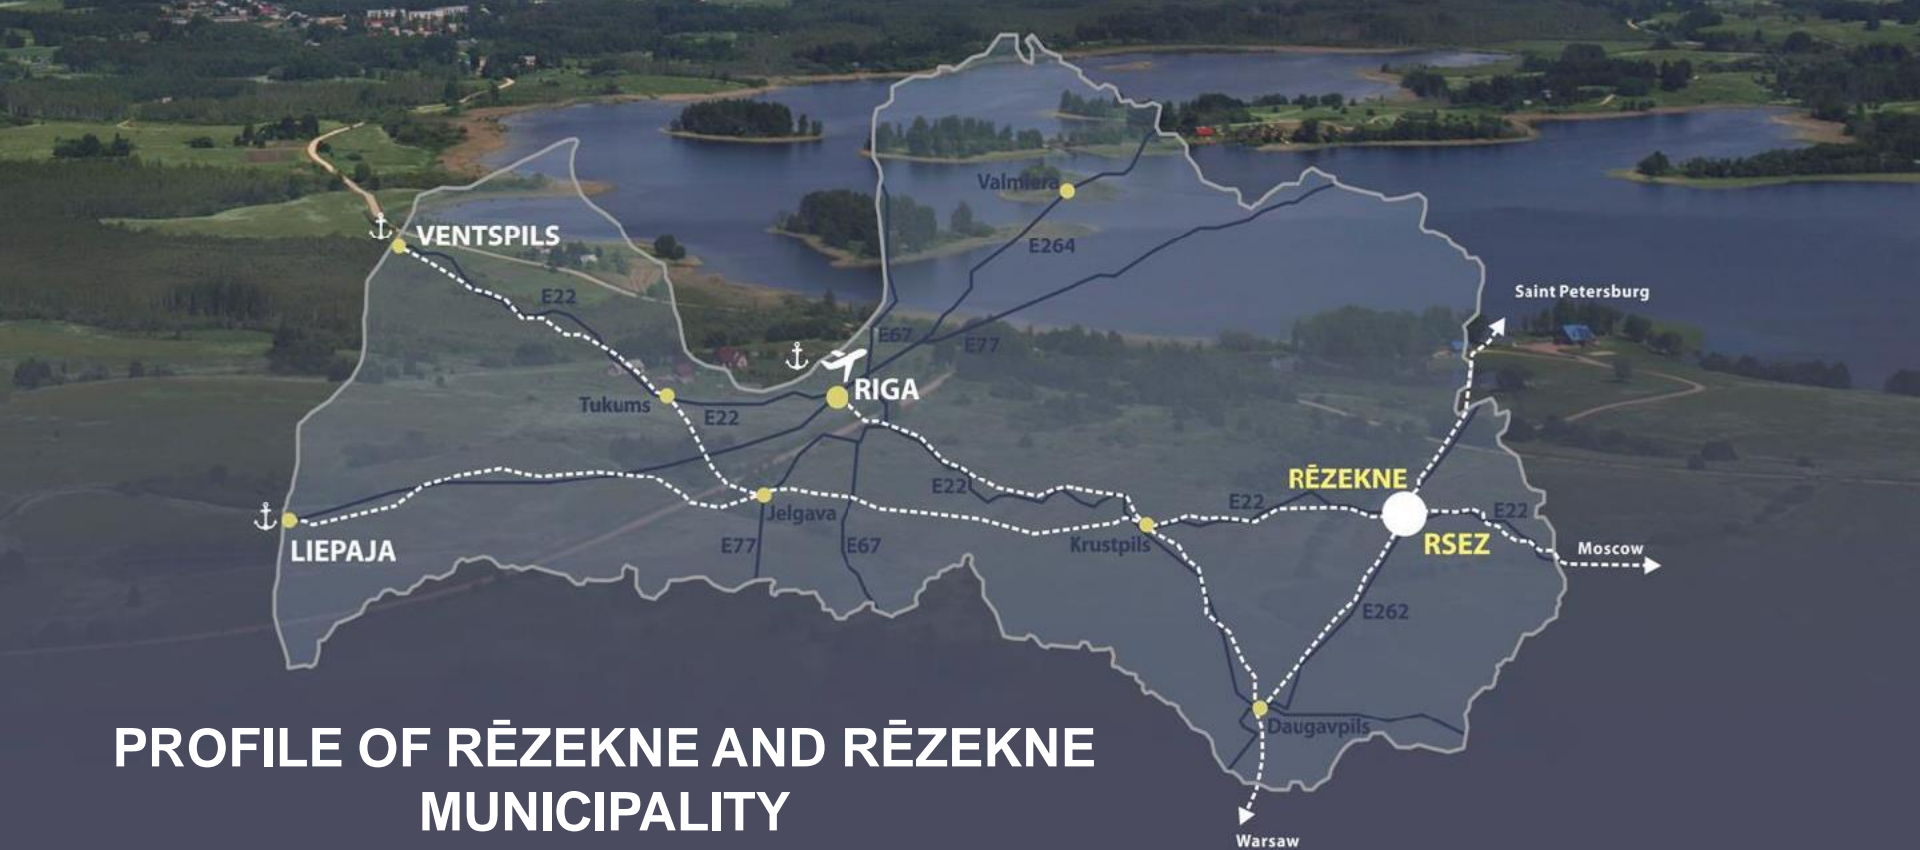 Valmiera
VENTSPILS
E264
E22
Saint Petersburg
E67
E77
RIGA
Tukums
E22
RĒZEKNE
E22
E22
E22
Jelgava
RSEZ
LIEPAJA
E77
E67
Krustpils
Moscow
E262
Daugavpils
PROFILE OF RĒZEKNE AND RĒZEKNE
MUNICIPALITY
Warsaw